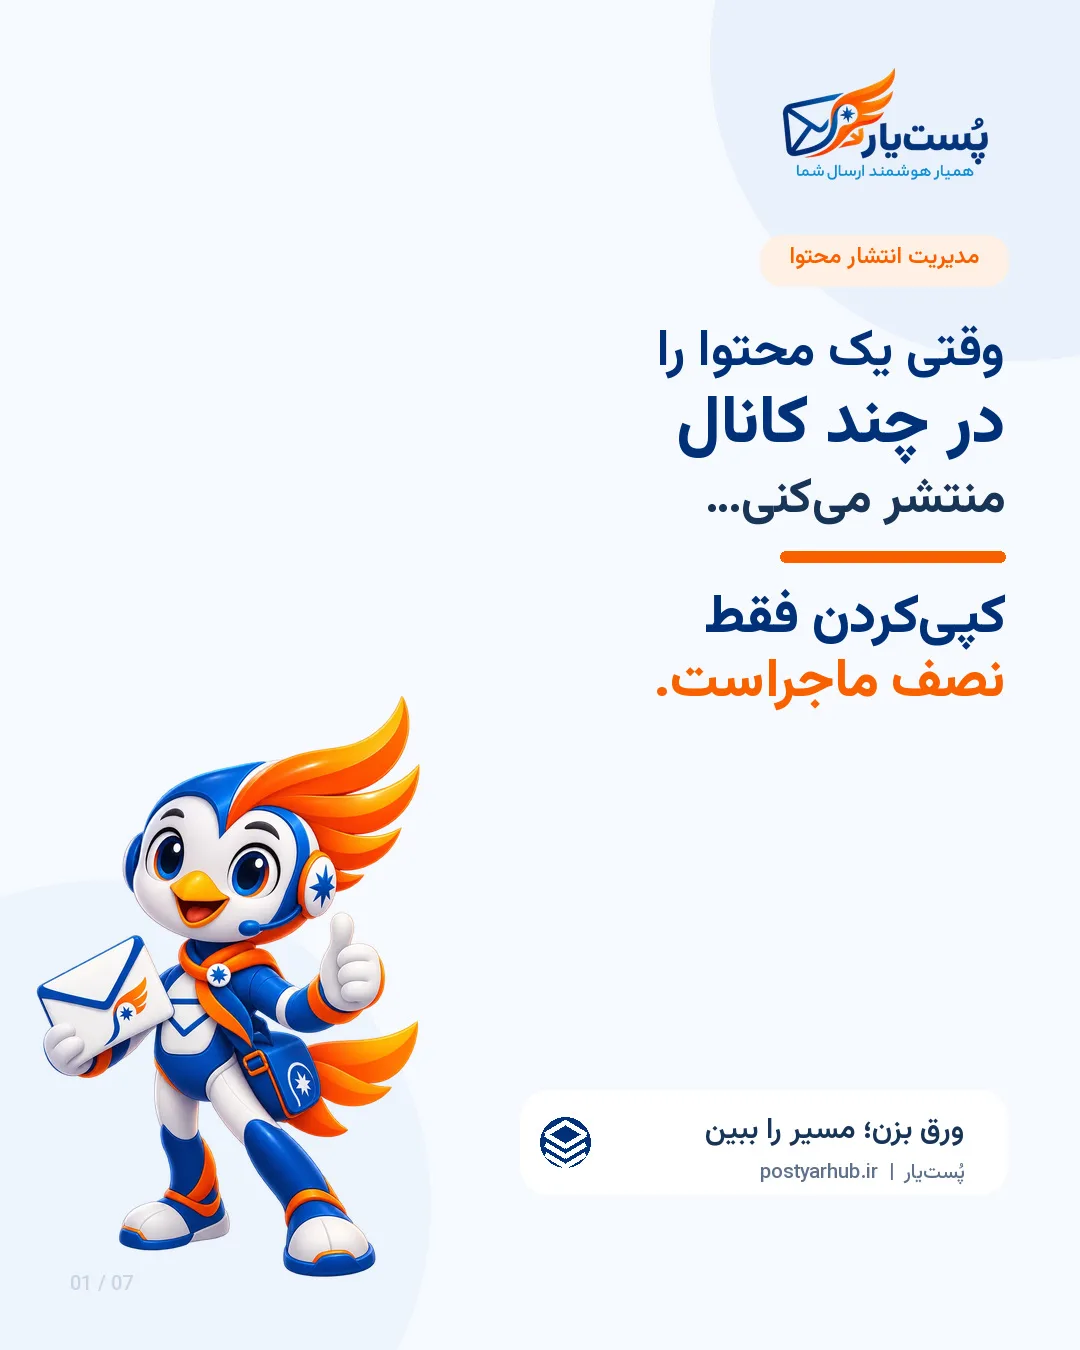 پُست‌یار
همیار هوشمند ارسال شما
مدیریت انتشار محتوا
وقتی یک محتوا را
در چند کانال
منتشر می‌کنی...
کپی‌کردن فقط
نصف ماجراست.
ورق بزن؛ مسیر را ببین
پُست‌یار | postyarhub.ir
01 / 07